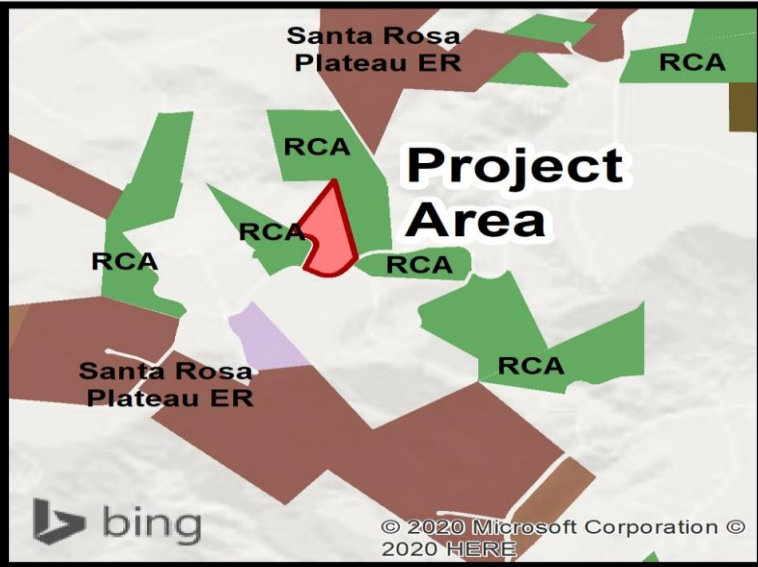 Santa Rosa
Plateau ER
RCA
RCA
Project
Area
RCA
RCA
RCA
RCA
Santa Rosa
Plateau ER
bing
© 2020 Microsoft Corporation ©
2020 HERE